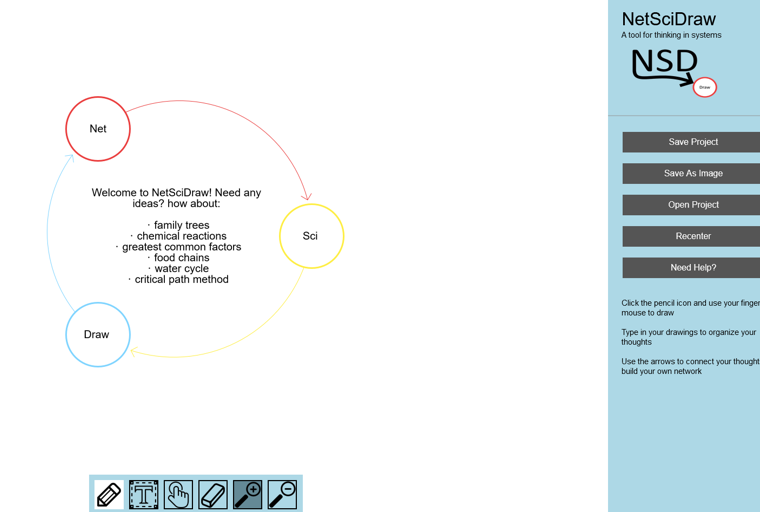 NetSciDraw
A tool for thinking in systems
NSD
Draw
Net
Sci
Draw
Welcome to NetSciDraw! Need any
ideas? how about:
· family trees
· chemical reactions
· greatest common factors
· food chains
· water cycle
· critical path method
Save Project
Save As Image
Open Project
Recenter
Need Help?
Click the pencil icon and use your finger
mouse to draw
Type in your drawings to organize your
thoughts
Use the arrows to connect your thought
build your own network
T